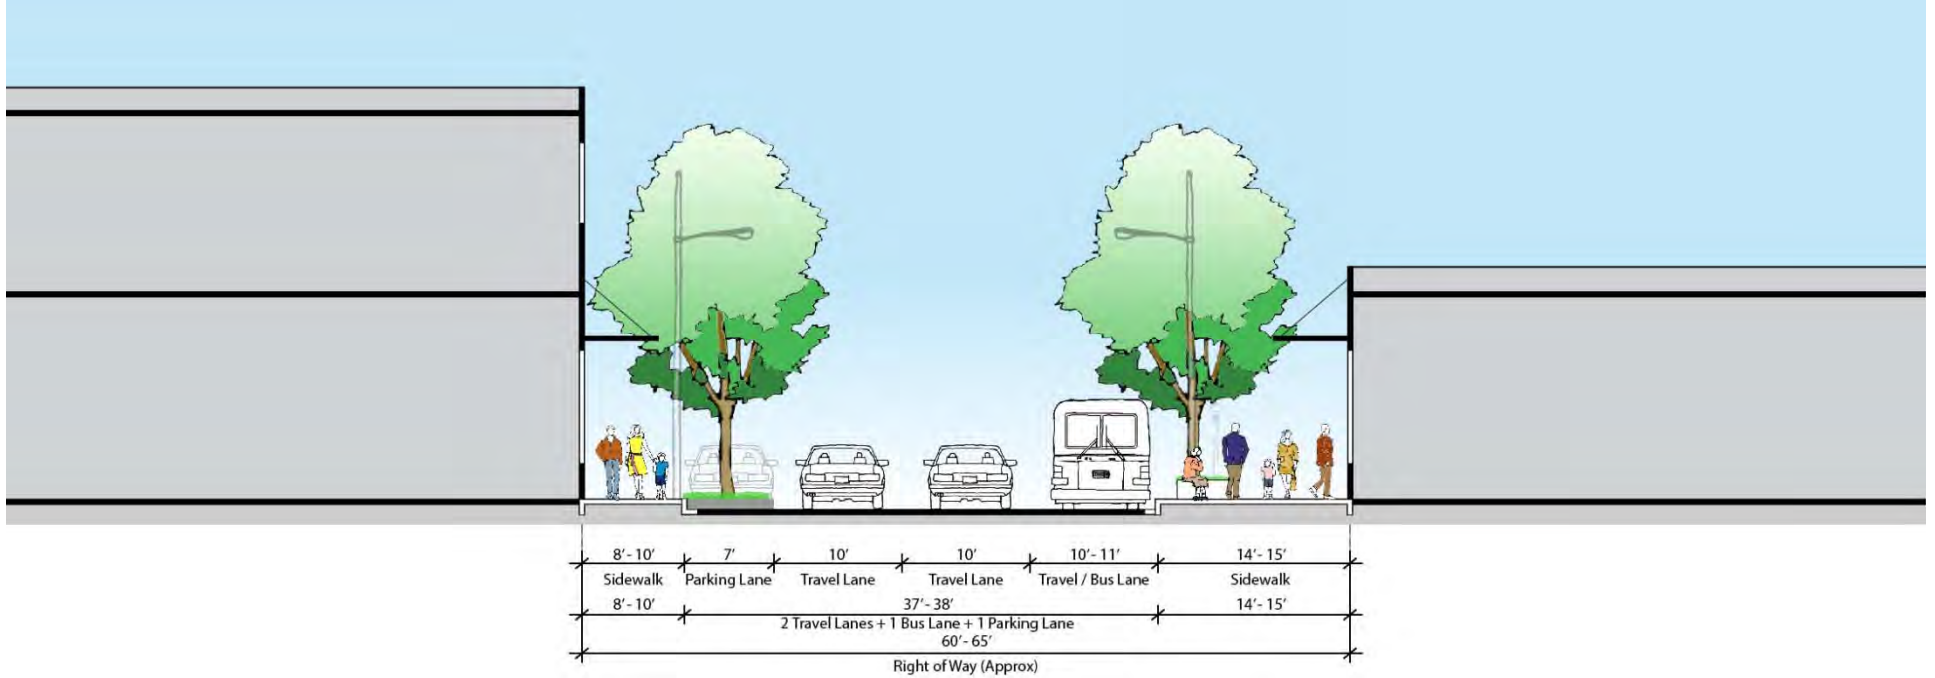 8'- 10' 7' 10' 10' 10'- 11' 14'- 15'
Sidewalk Parking Lane Travel Lane Travel Lane Travel / Bus Lane Sidewalk
8'- 10' 37'- 38' 14'- 15'
2 Travel Lanes + 1 Bus Lane + 1 Parking Lane
60'- 65'
Right of Way (Approx)